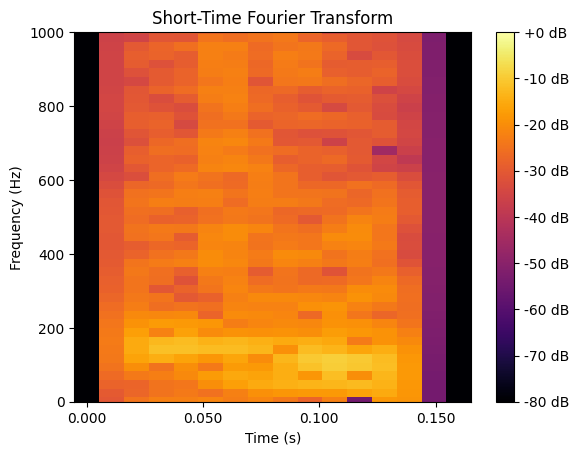 Short-Time Fourier Transform
1000
800
600
400
200
0
Frequency (Hz)
0.000
0.050
0.100
0.150
Time (s)
+0 dB
-10 dB
-20 dB
-30 dB
-40 dB
-50 dB
-60 dB
-70 dB
-80 dB